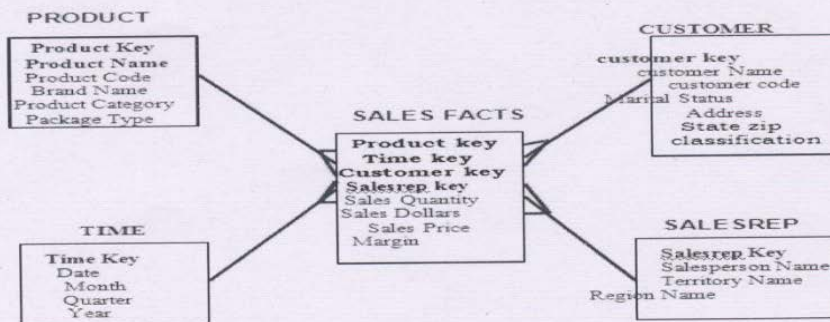 PRODUCT
Product Key
Product Name
Product Code
Brand Name
Product Category
Package Type
CUSTOMER
customer key
customer Name
customer code
Marital Status
Address
State zip
classification
SALES FACTS
Product key
Time key
Customer key
Salesrep key
Sales Quantity
Sales Dollars
Sales Price
Margin
TIME
Time Key
Date
Month
Quarter
Year
SALESREP
Salesrep Key
Salesperson Name
Territory Name
Region Name